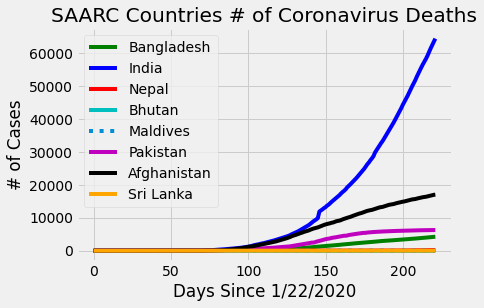 SAARC Countries # of Coronavirus Deaths
# of Cases
60000
50000
40000
30000
20000
10000
0
Bangladesh
India
Nepal
Bhutan
Maldives
Pakistan
Afghanistan
Sri Lanka
0 50 100 150 200
Days Since 1/22/2020